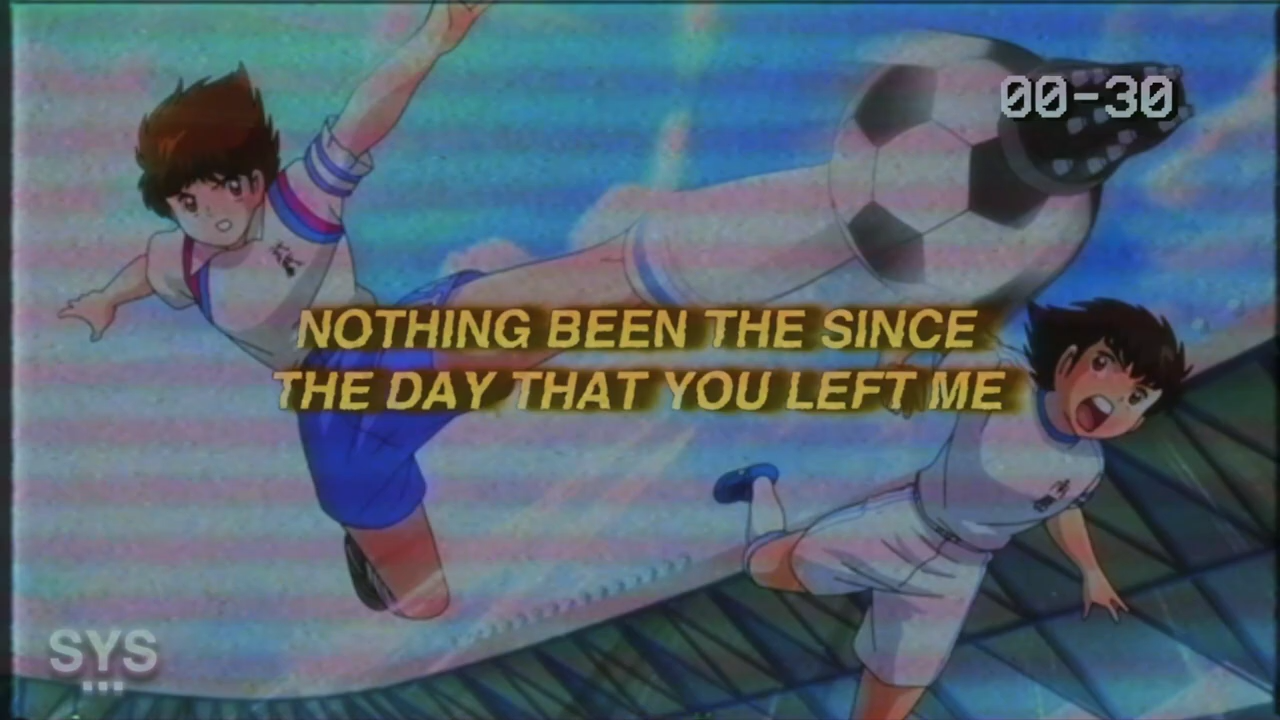 00-30
NOTHING BEEN THE SINCE
THE DAY THAT YOU LEFT ME
SYS